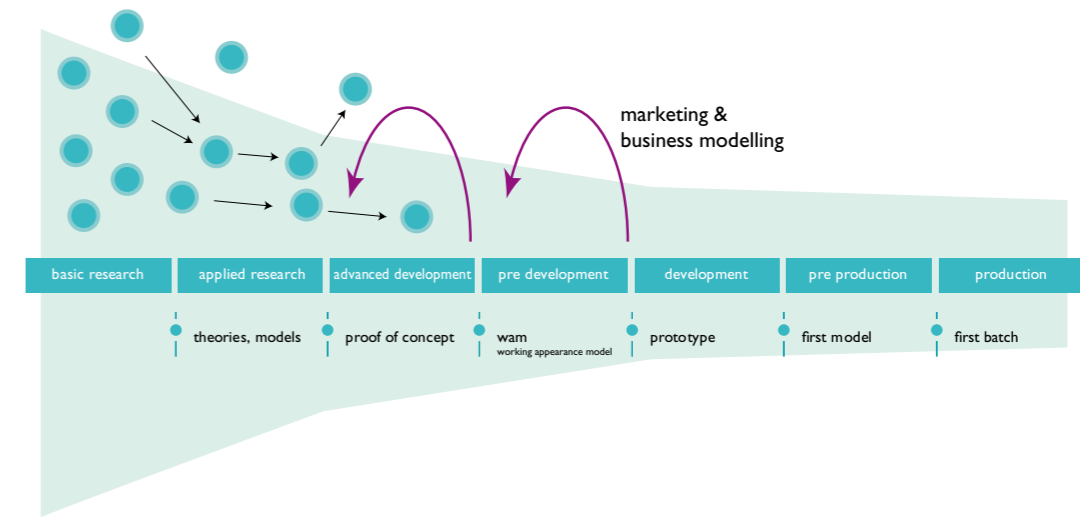 marketing &
business modelling
basic research
applied research
advanced development
pre development
development
pre production
production
theories, models
proof of concept
wam
working appearance model
prototype
first model
first batch